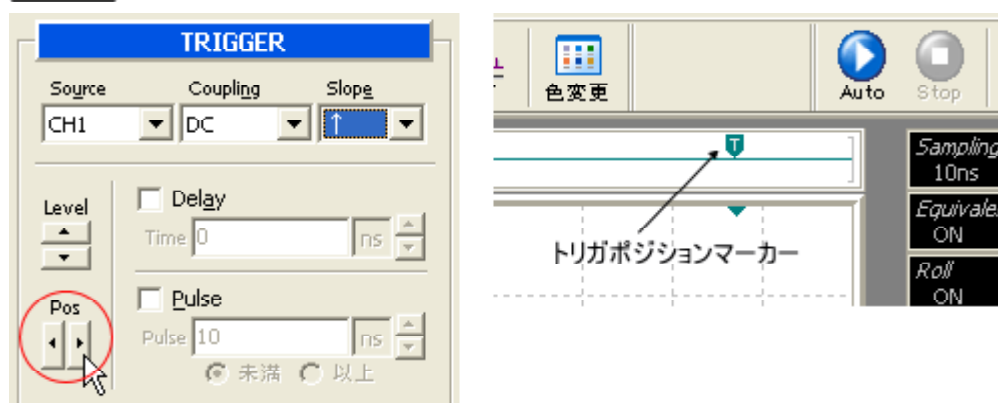 TRIGGER
Source Coupling Slope
CH1 DC ↑
Level
Delay
Time 0 ns
Pos
Pulse
Pulse 10 ns
未満 以上
色変更
Auto Stop
T
トリガポジションマーカー
Sampling
10ns
ON
Roll
ON